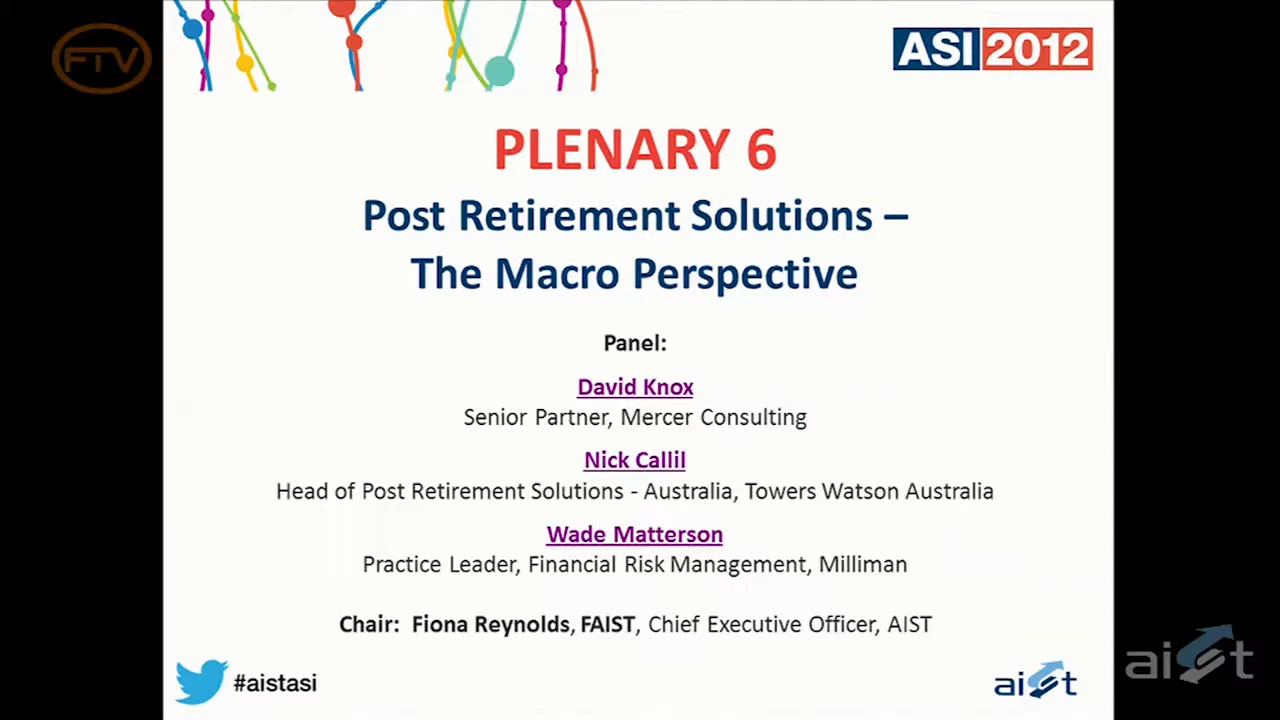 FTV
ASI 2012
PLENARY 6
Post Retirement Solutions –
The Macro Perspective
Panel:
David Knox
Senior Partner, Mercer Consulting
Nick Callil
Head of Post Retirement Solutions - Australia, Towers Watson Australia
Wade Matterson
Practice Leader, Financial Risk Management, Milliman
Chair: Fiona Reynolds, FAIST, Chief Executive Officer, AIST
#aistasi
aist
aist